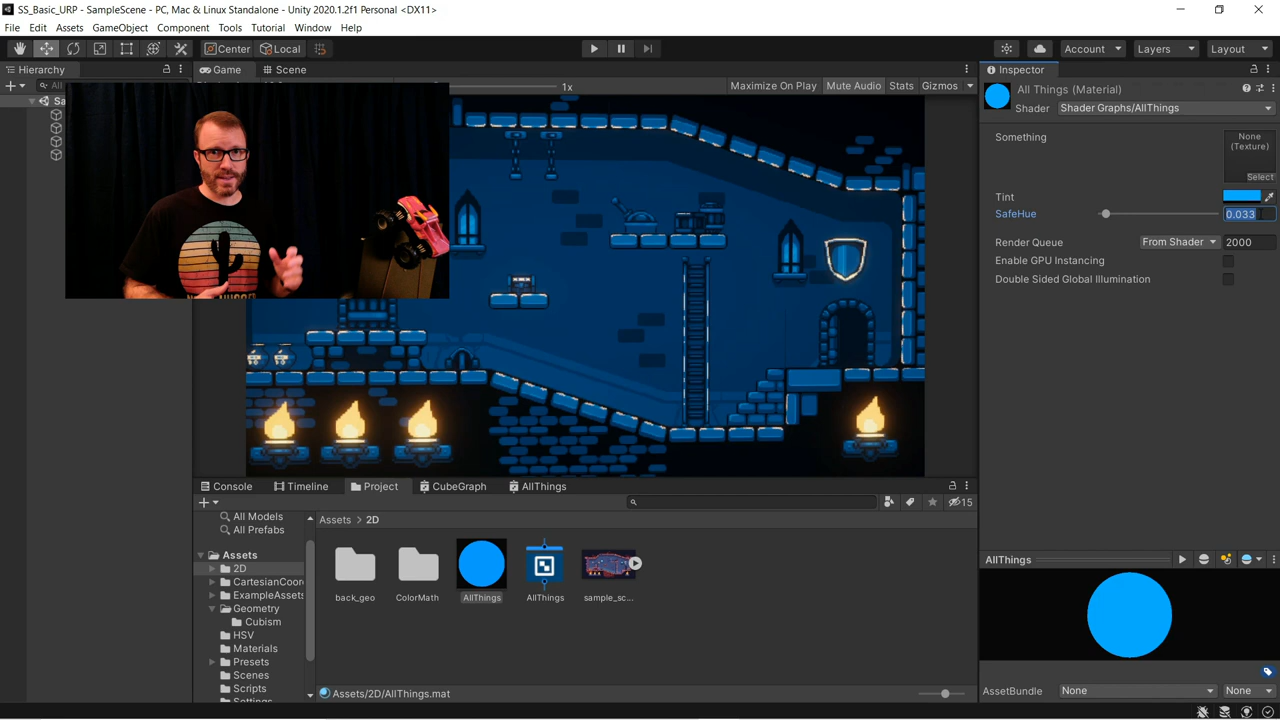 SS_Basic_URP - SampleScene - PC, Mac & Linux Standalone - Unity 2020.1.2f1 Personal <DX11>
File Edit Assets GameObject Component Tools Tutorial Window Help
Center Local Account Layers Layout
Hierarchy Game Scene Inspector
All 1x Maximize On Play Mute Audio Stats Gizmos
All Things (Material)
Sa
Shader Shader Graphs/AllThings
Something
None
(Texture)
Select
Tint
SafeHue 0.033
Render Queue From Shader 2000
Enable GPU Instancing
Double Sided Global Illumination
Console Timeline Project CubeGraph AllThings
15
All Models
All Prefabs
Assets > 2D
Assets
2D
CartesianCoor
ExampleAssets
Geometry
Cubism
HSV
Materials
Presets
Scenes
Scripts
back_geo ColorMath AllThings AllThings sample_sc...
AllThings
Assets/2D/AllThings.mat
AssetBundle None None